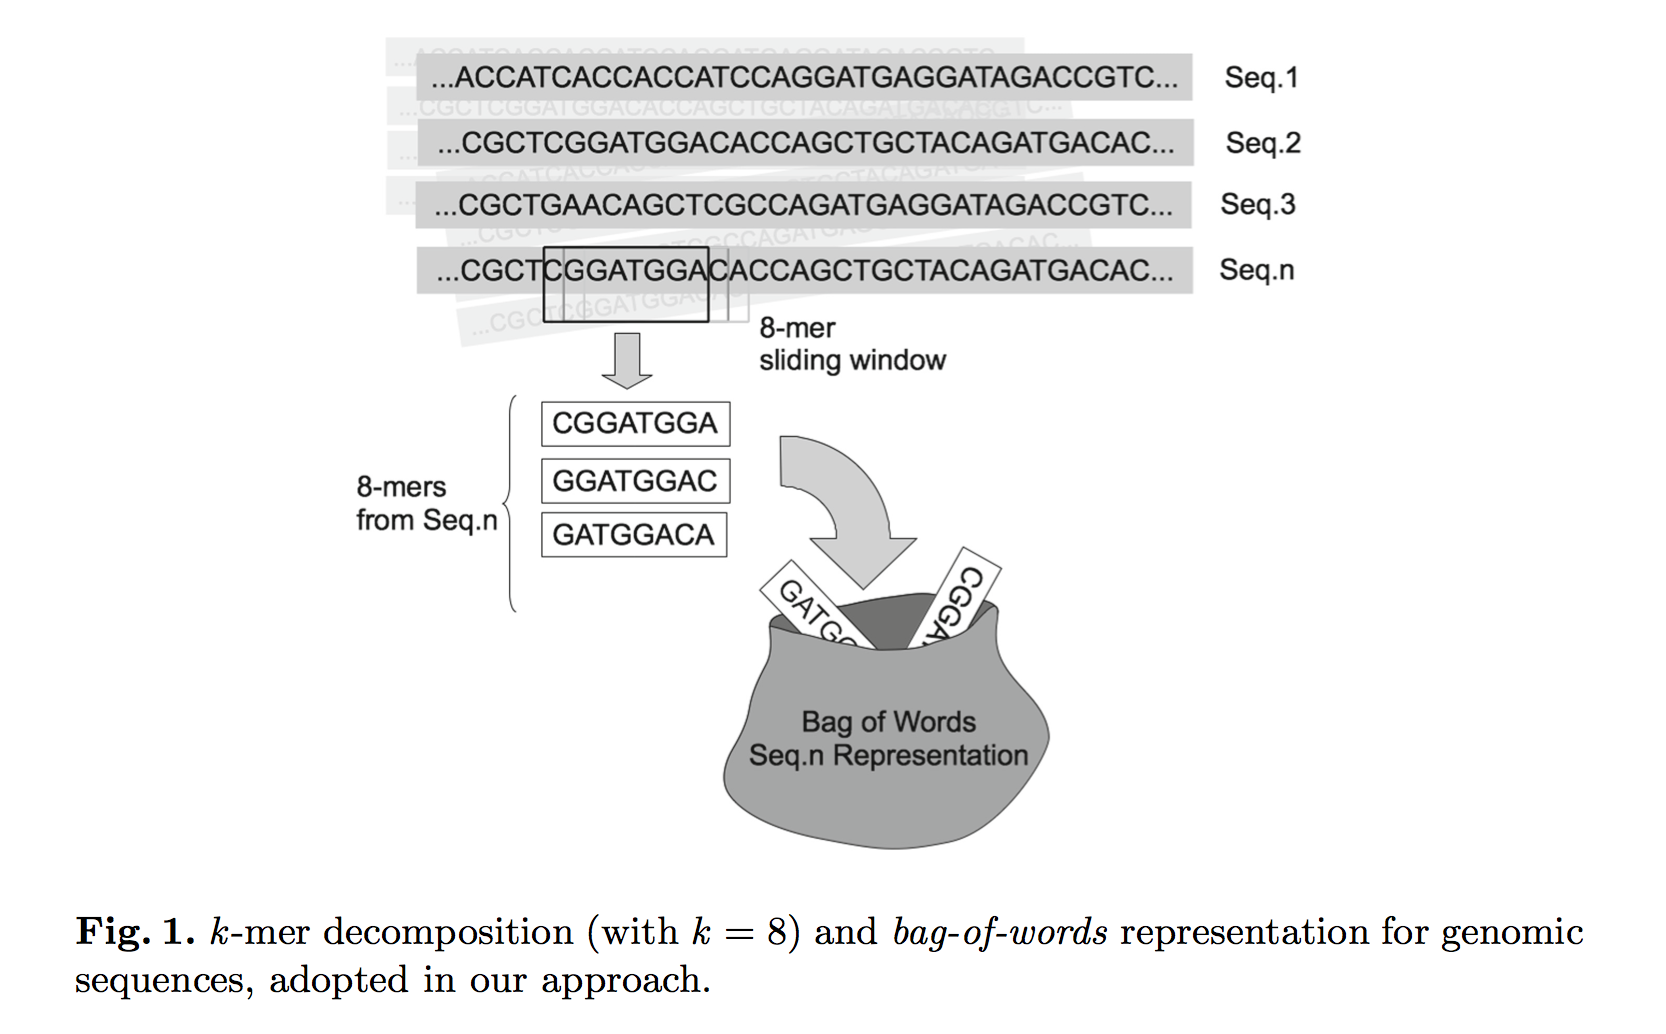 ...ACCATCACCACCATCCAGGATGAGGATAGACCGTC... Seq.1
...CGCTCGGATGGACACCAGCTGCTACAGATGACAC... Seq.2
...CGCTGAACAGCTCGCCAGATGAGGATAGACCGTC... Seq.3
...CGCTCGGATGGACACCAGCTGCTACAGATGACAC... Seq.n
8-mer
sliding window
CGGATGGA
GGATGGAC
GATGGACA
8-mers
from Seq.n
GATGG
CGGA
Bag of Words
Seq.n Representation
Fig. 1. k-mer decomposition (with k = 8) and bag-of-words representation for genomic
sequences, adopted in our approach.